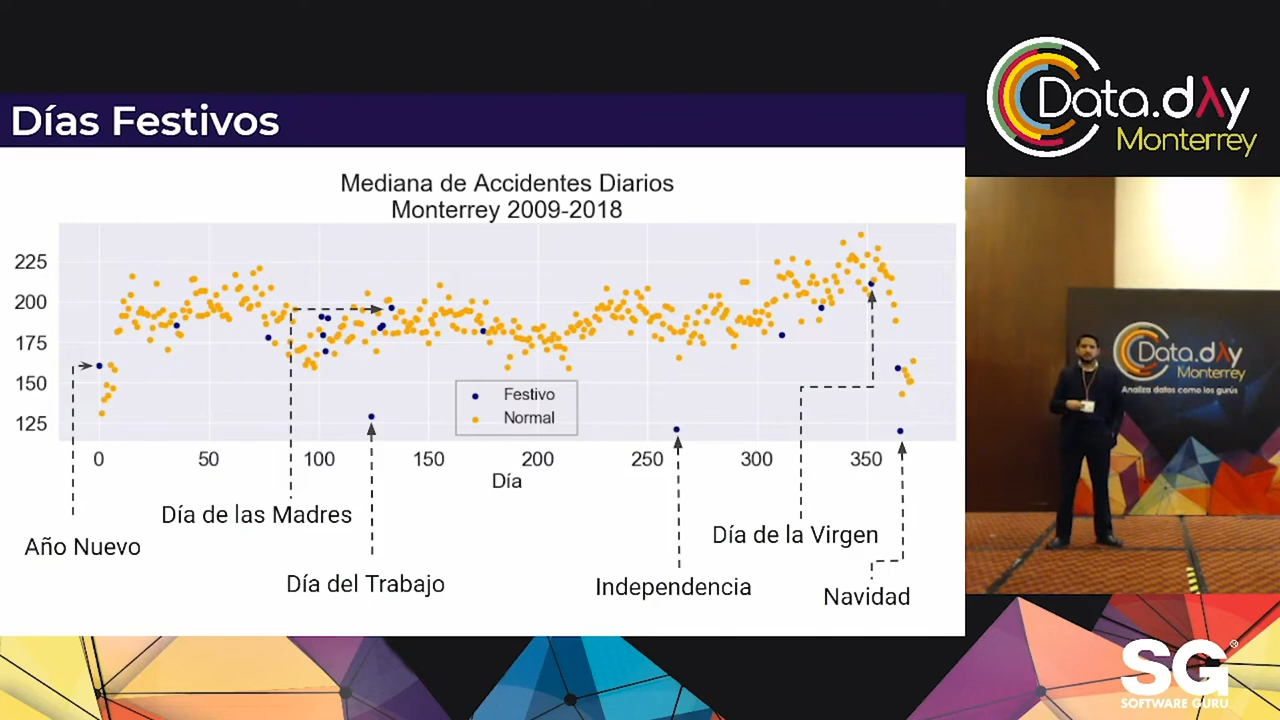 Días Festivos
Mediana de Accidentes Diarios
Monterrey 2009-2018
225
200
175
150
125
Festivo
Normal
0
50
100
150
200
250
300
350
Día
Año Nuevo
Día de las Madres
Día del Trabajo
Independencia
Día de la Virgen
Navidad
Data.dλy
Monterrey
Data.dλy
Monterrey
Analiza datos como los gurús
SG®
SOFTWARE GURU